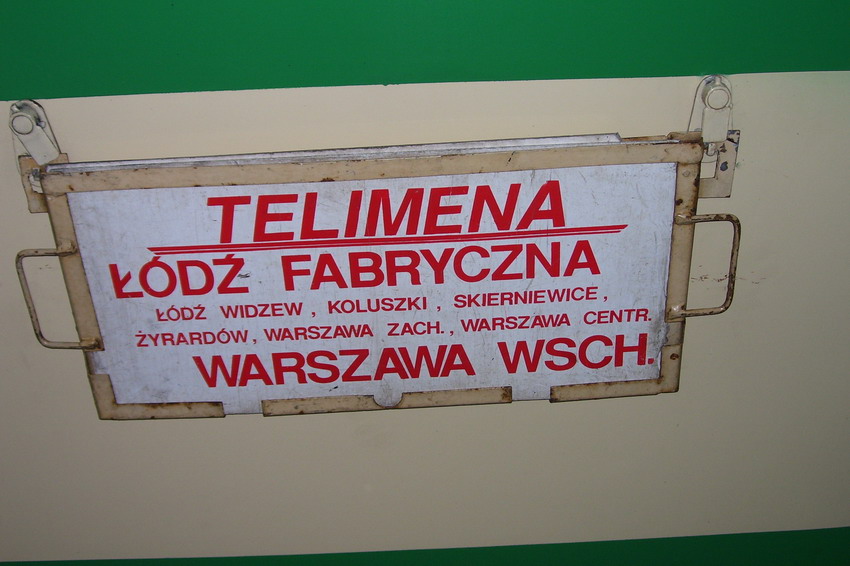 TELIMENA
ŁÓDŹ FABRYCZNA
ŁÓDŹ WIDZEW, KOLUSZKI, SKIERNIEWICE,
ŻYRARDÓW, WARSZAWA ZACH., WARSZAWA CENTR.
WARSZAWA WSCH.